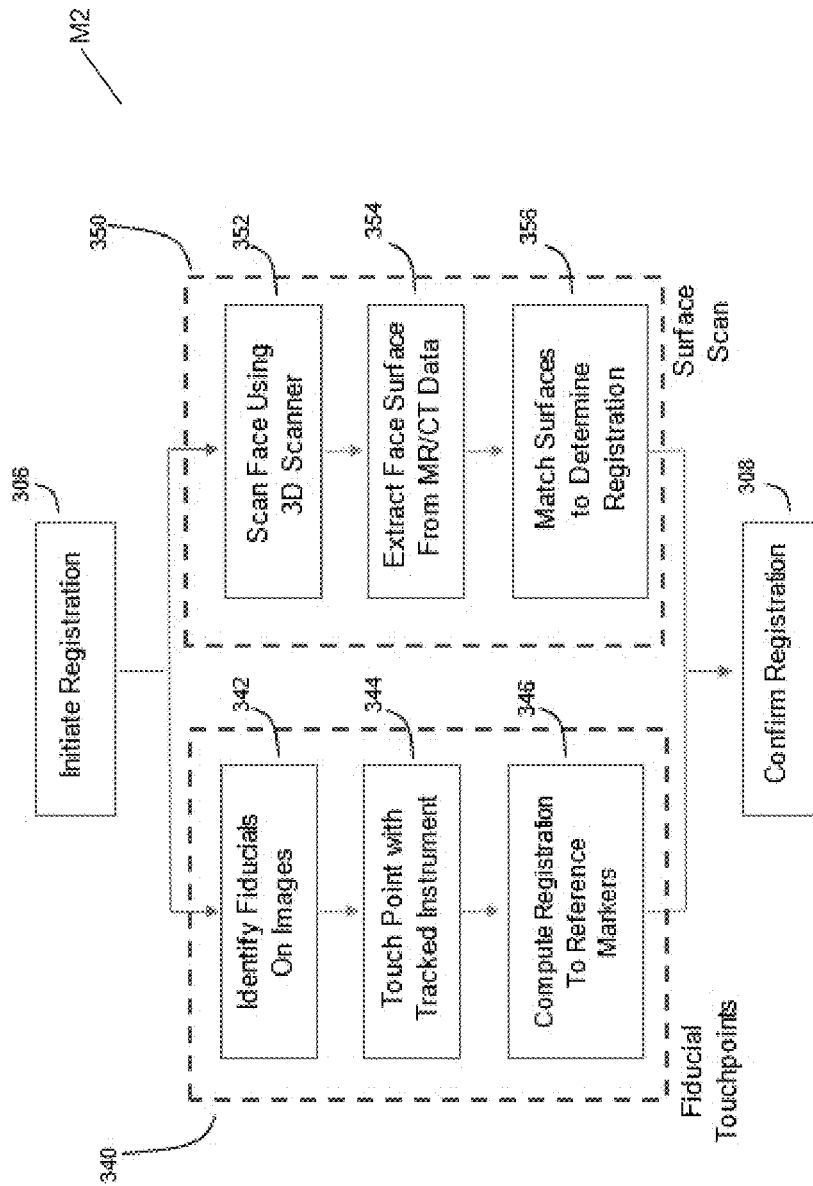 M2
306
Initiate Registration
340
342
Identify Fiducials
On Images
344
Touch Point with
Tracked Instrument
346
Compute Registration
To Reference
Markers
Fiducial
Touchpoints
350
352
Scan Face Using
3D Scanner
354
Extract Face Surface
From MR/CT Data
356
Match Surfaces
to Determine
Registration
Surface
Scan
308
Confirm Registration